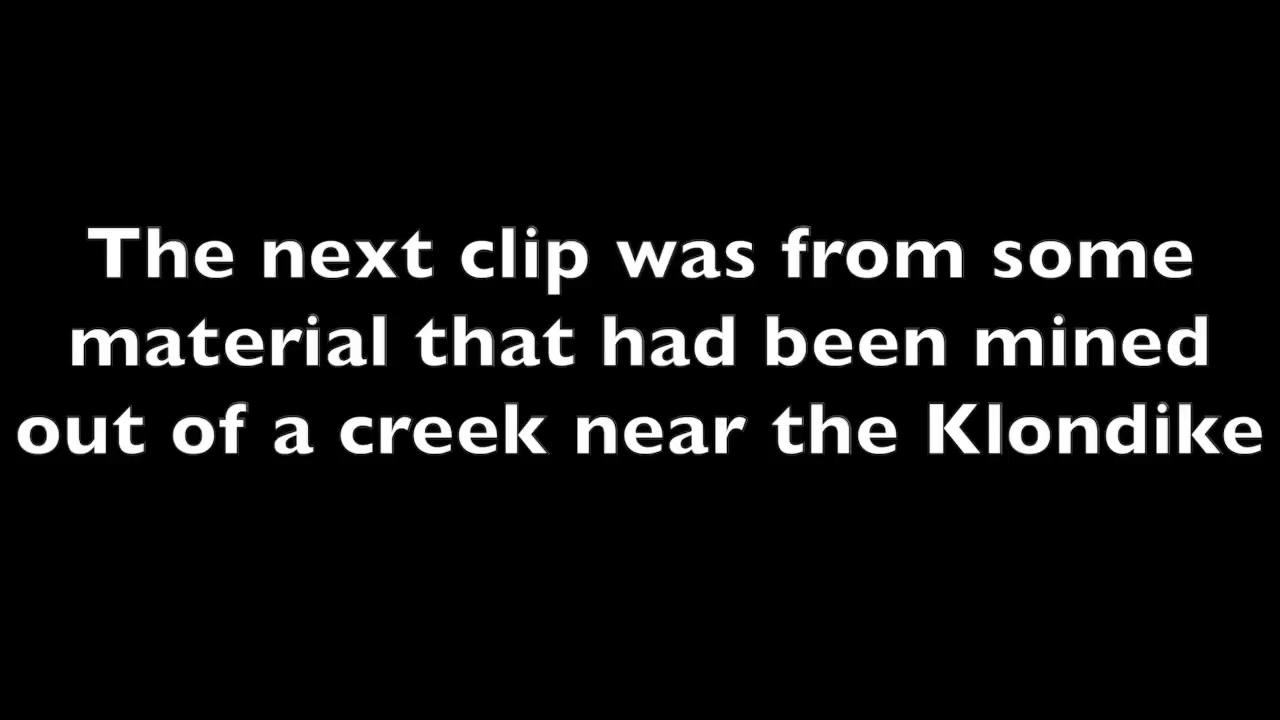 The next clip was from some
material that had been mined
out of a creek near the Klondike